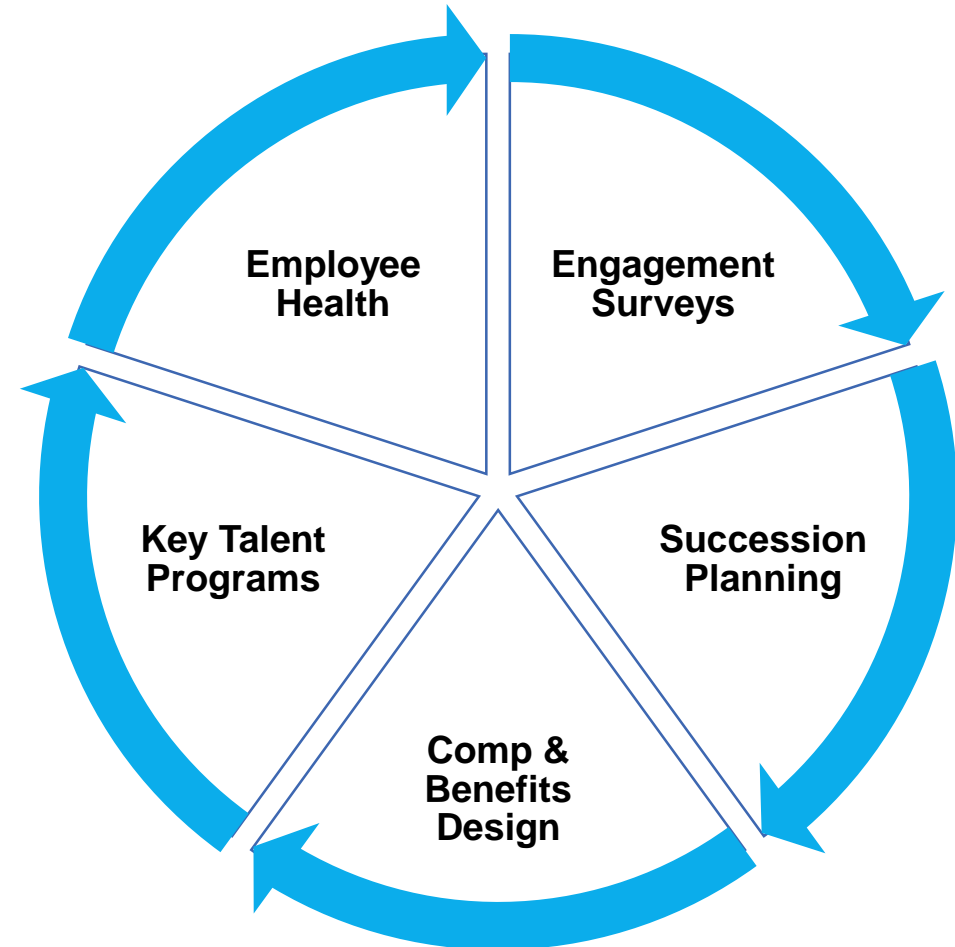 Employee
Health
Engagement
Surveys
Key Talent
Programs
Succession
Planning
Comp &
Benefits
Design